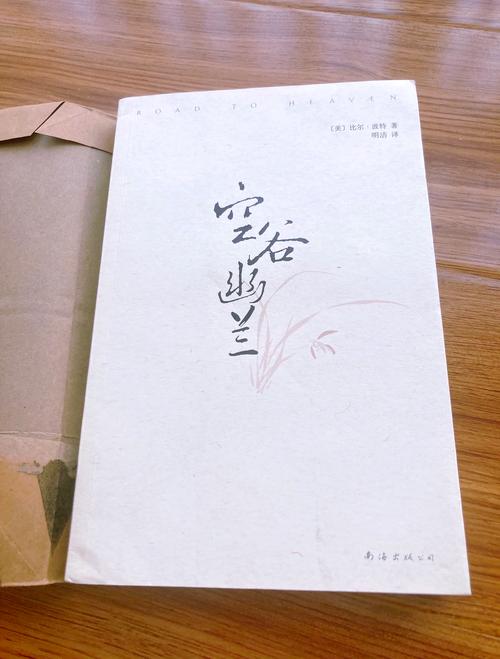 ROAD TO HEAVEN
〔美〕比尔·波特 著
明洁 译
空谷
幽兰
南海出版公司